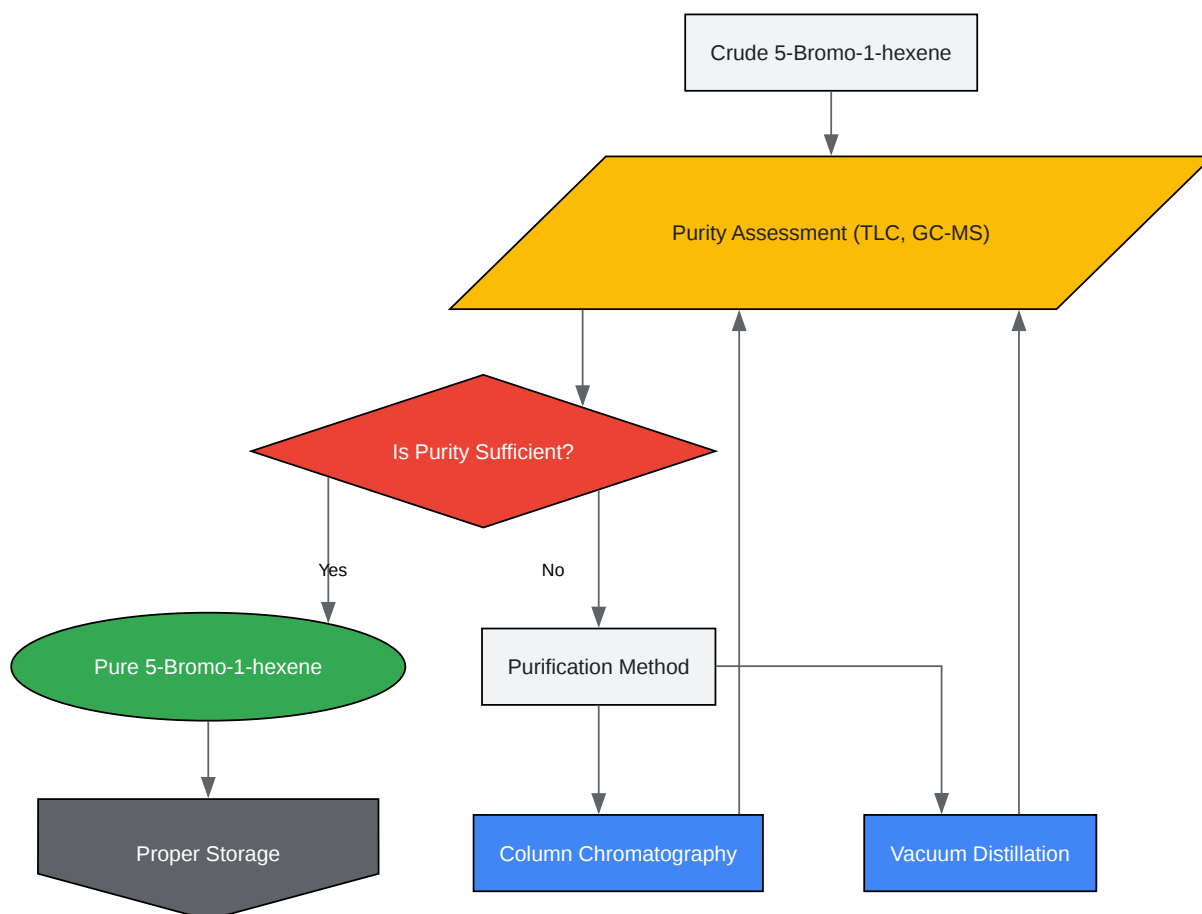 Crude 5-Bromo-1-hexene
Purity Assessment (TLC, GC-MS)
Is Purity Sufficient?
Yes
No
Pure 5-Bromo-1-hexene
Purification Method
Proper Storage
Column Chromatography
Vacuum Distillation